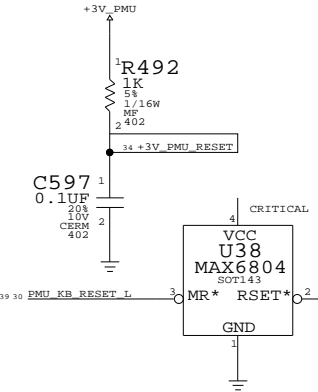 +3V_PMU
1
R492
1K
5%
1/16W
MF
402
2
34 +3V_PMU_RESET
C597 1
0.1UF
20%
10V
CERM
402
2
CRITICAL
4
VCC
U38
MAX6804
SOT143
39 30 PMU_KB_RESET_L 3 MR* RSET* 2
GND
1